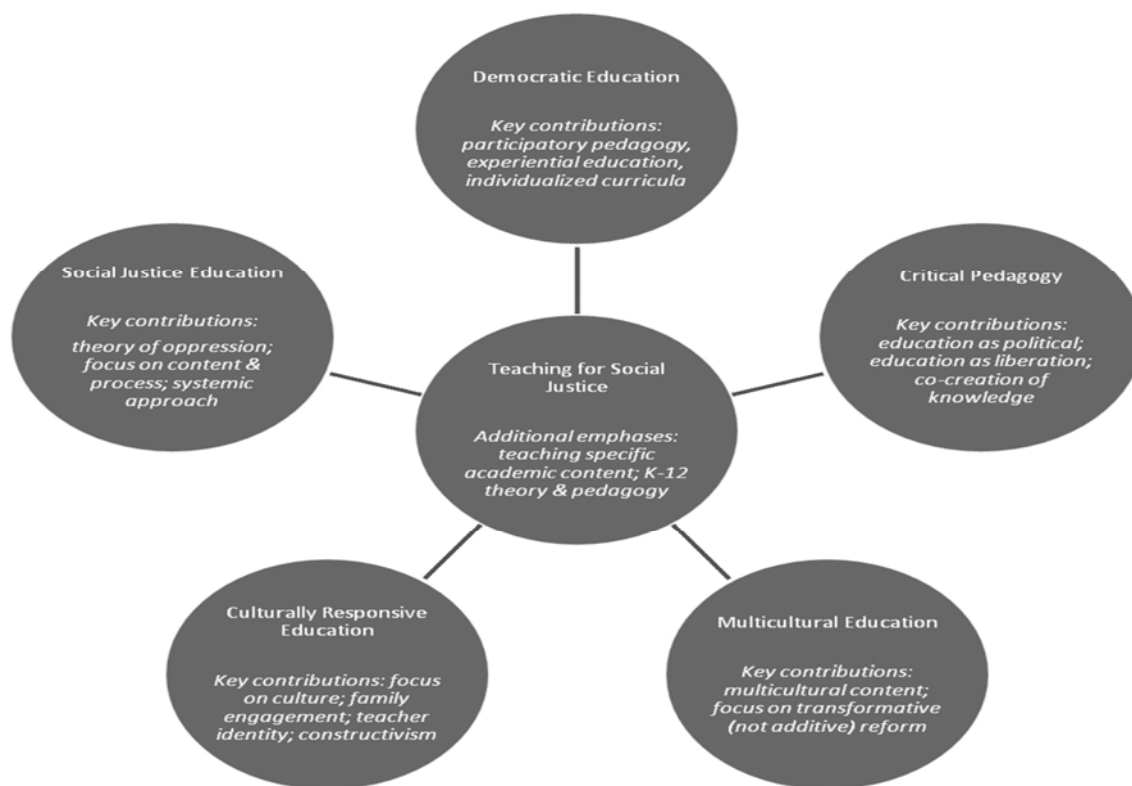 Democratic Education
Key contributions:
participatory pedagogy,
experiential education,
individualized curricula
Social Justice Education
Key contributions:
theory of oppression;
focus on content &
process; systemic
approach
Critical Pedagogy
Key contributions:
education as political;
education as liberation;
co-creation of
knowledge
Teaching for Social
Justice
Additional emphases:
teaching specific
academic content; K-12
theory & pedagogy
Culturally Responsive
Education
Key contributions: focus
on culture; family
engagement; teacher
identity; constructivism
Multicultural Education
Key contributions:
multicultural content;
focus on transformative
(not additive) reform